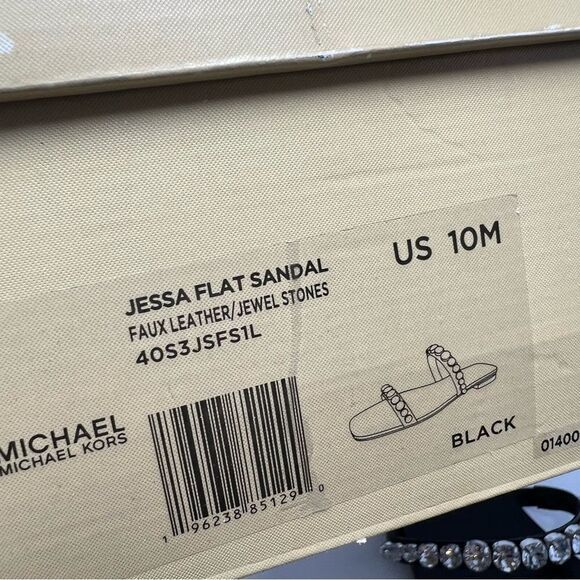 JESSA FLAT SANDAL
FAUX LEATHER/JEWEL STONES
40S3JSFS1L
US 10M
MICHAEL
MICHAEL KORS
1 96238 85129 0
BLACK
01400